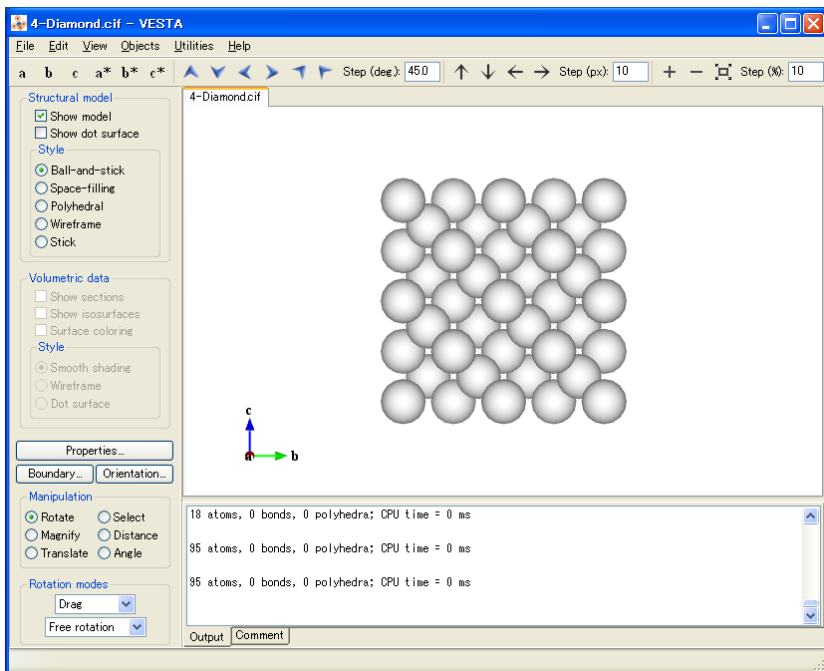 4-Diamond.cif - VESTA
File Edit View Objects Utilities Help
a b c a* b* c* Step (deg.): 45.0 Step (px): 10 Step (%): 10
4-Diamond.cif
Structural model
Show model
Show dot surface
Style
Ball-and-stick
Space-filling
Polyhedral
Wireframe
Stick
Volumetric data
Show sections
Show isosurfaces
Surface coloring
Style
Smooth shading
Wireframe
Dot surface
Properties...
Boundary... Orientation...
Manipulation
Rotate Select
Magnify Distance
Translate Angle
Rotation modes
Drag
Free rotation
c
a b
18 atoms, 0 bonds, 0 polyhedra; CPU time = 0 ms
95 atoms, 0 bonds, 0 polyhedra; CPU time = 0 ms
95 atoms, 0 bonds, 0 polyhedra; CPU time = 0 ms
Output Comment